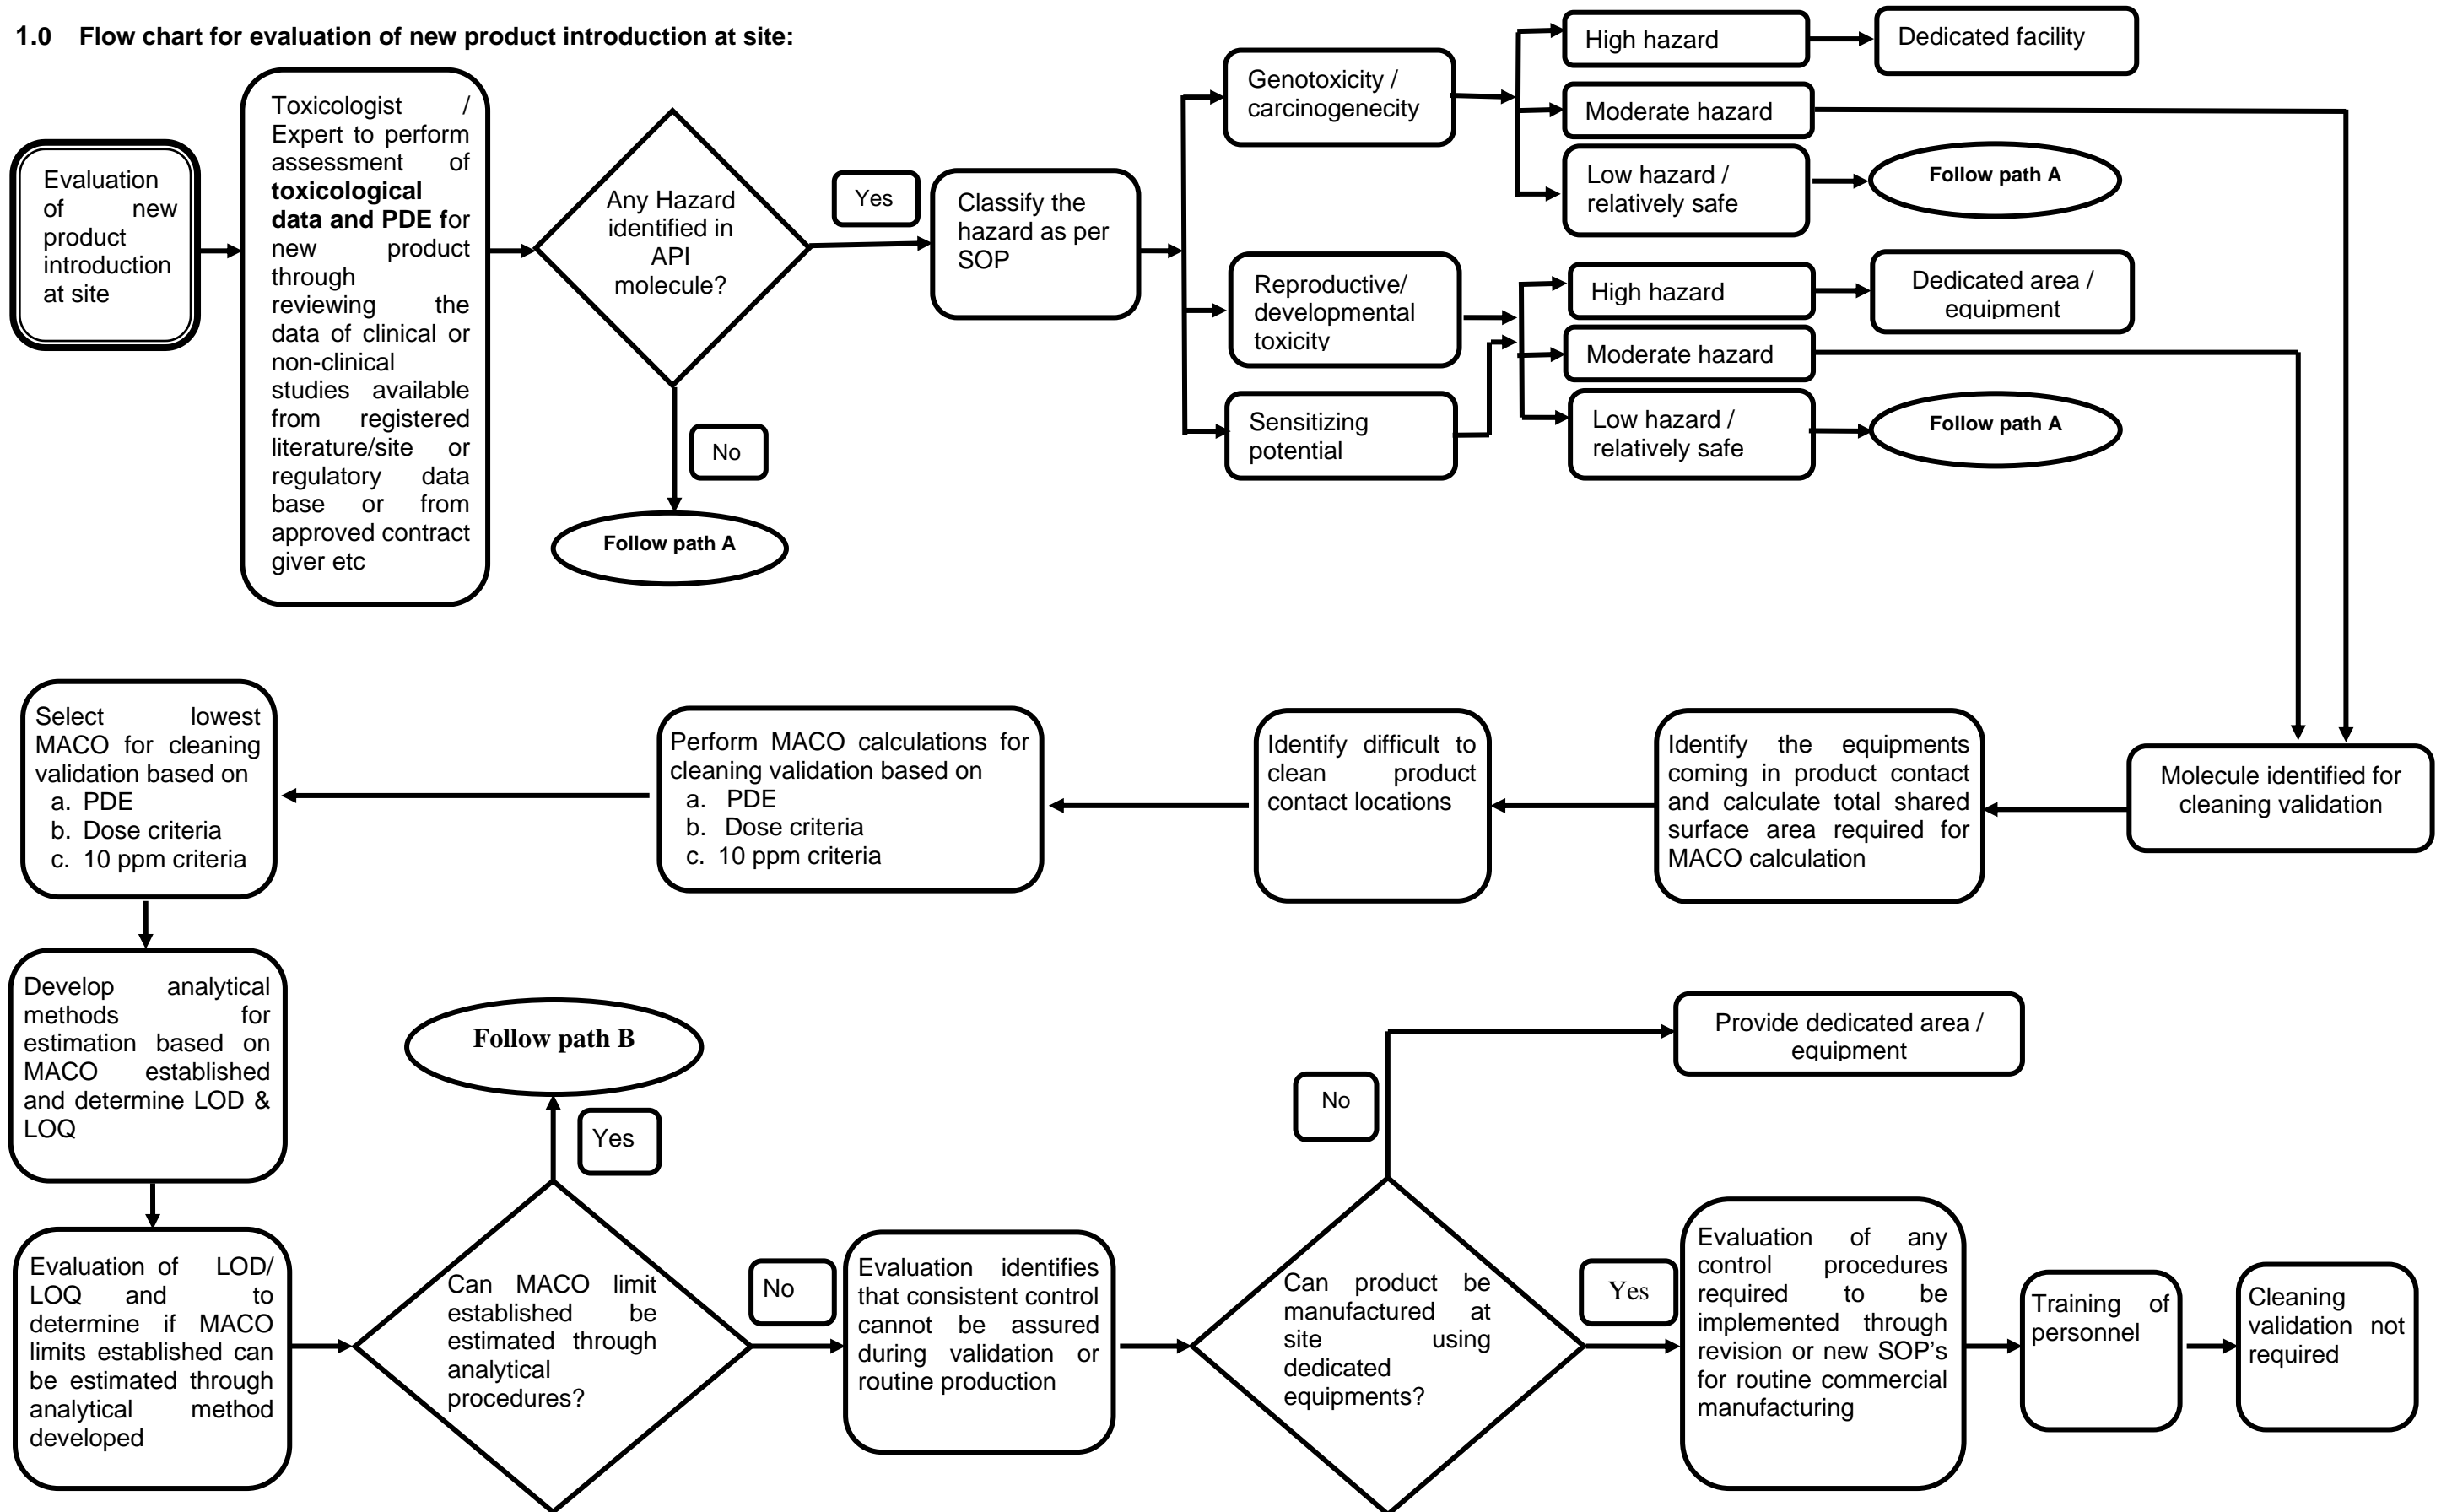 1.0 Flow chart for evaluation of new product introduction at site:
Evaluation
of new
product
introduction
at site
Toxicologist /
Expert to perform
assessment of
toxicological
data and PDE for
new product
through
reviewing the
data of clinical or
non-clinical
studies available
from registered
literature/site or
regulatory data
base or from
approved contract
giver etc
Any Hazard
identified in
API
molecule?
Yes
No
Follow path A
Classify the
hazard as per
SOP
Genotoxicity /
carcinogenecity
High hazard
Dedicated facility
Moderate hazard
Low hazard /
relatively safe
Follow path A
Reproductive/
developmental
toxicity
Sensitizing
potential
High hazard
Dedicated area /
equipment
Moderate hazard
Low hazard /
relatively safe
Follow path A
Molecule identified for
cleaning validation
Identify the equipments
coming in product contact
and calculate total shared
surface area required for
MACO calculation
Identify difficult to
clean product
contact locations
Perform MACO calculations for
cleaning validation based on
a. PDE
b. Dose criteria
c. 10 ppm criteria
Select lowest
MACO for cleaning
validation based on
a. PDE
b. Dose criteria
c. 10 ppm criteria
Develop analytical
methods for
estimation based on
MACO established
and determine LOD &
LOQ
Evaluation of LOD/
LOQ and to
determine if MACO
limits established can
be estimated through
analytical method
developed
Can MACO limit
established be
estimated through
analytical
procedures?
Yes
Follow path B
No
Evaluation identifies
that consistent control
cannot be assured
during validation or
routine production
Can product be
manufactured at
site using
dedicated
equipments?
No
Provide dedicated area /
equipment
Yes
Evaluation of any
control procedures
required to be
implemented through
revision or new SOP's
for routine commercial
manufacturing
Training of
personnel
Cleaning
validation not
required